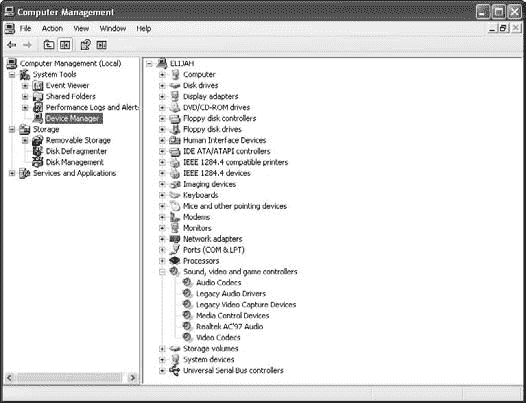 Computer Management
File Action View Window Help
Computer Management (Local)
System Tools
Event Viewer
Shared Folders
Performance Logs and Alerts
Device Manager
Storage
Removable Storage
Disk Defragmenter
Disk Management
Services and Applications
ELIJAH
Computer
Disk drives
Display adapters
DVD/CD-ROM drives
Floppy disk controllers
Floppy disk drives
Human Interface Devices
IDE ATA/ATAPI controllers
IEEE 1284.4 compatible printers
IEEE 1284.4 devices
Imaging devices
Keyboards
Mice and other pointing devices
Modems
Monitors
Network adapters
Ports (COM & LPT)
Processors
Sound, video and game controllers
Audio Codecs
Legacy Audio Drivers
Legacy Video Capture Devices
Media Control Devices
Realtek AC'97 Audio
Video Codecs
Storage volumes
System devices
Universal Serial Bus controllers